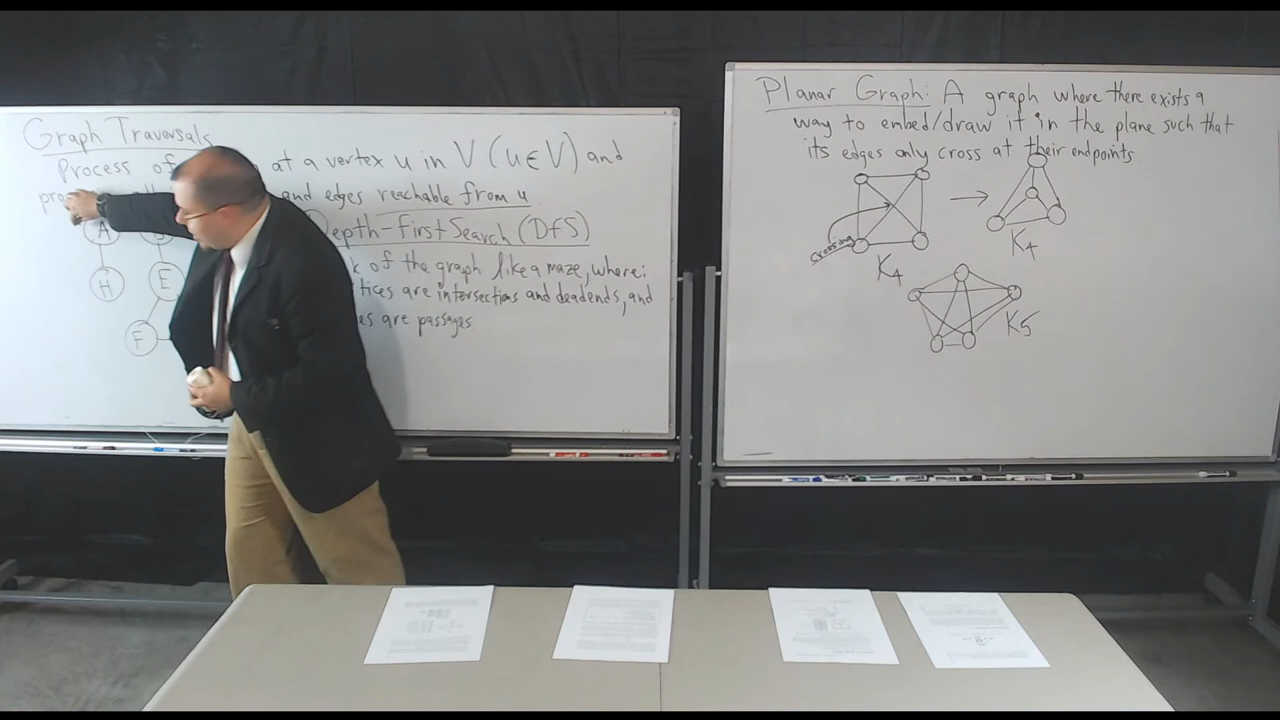 Graph Traversals
Process of at a vertex u in V (u ∈ V) and
and edges reachable from u
Depth-First Search (DFS)
of the graph like a maze, where:
are intersections and deadends, and
are passages.
A
H
E
F
Planar Graph: A graph where there exists a
way to embed/draw it in the plane such that
its edges only cross at their endpoints
crossing
K4
→
K4
K5